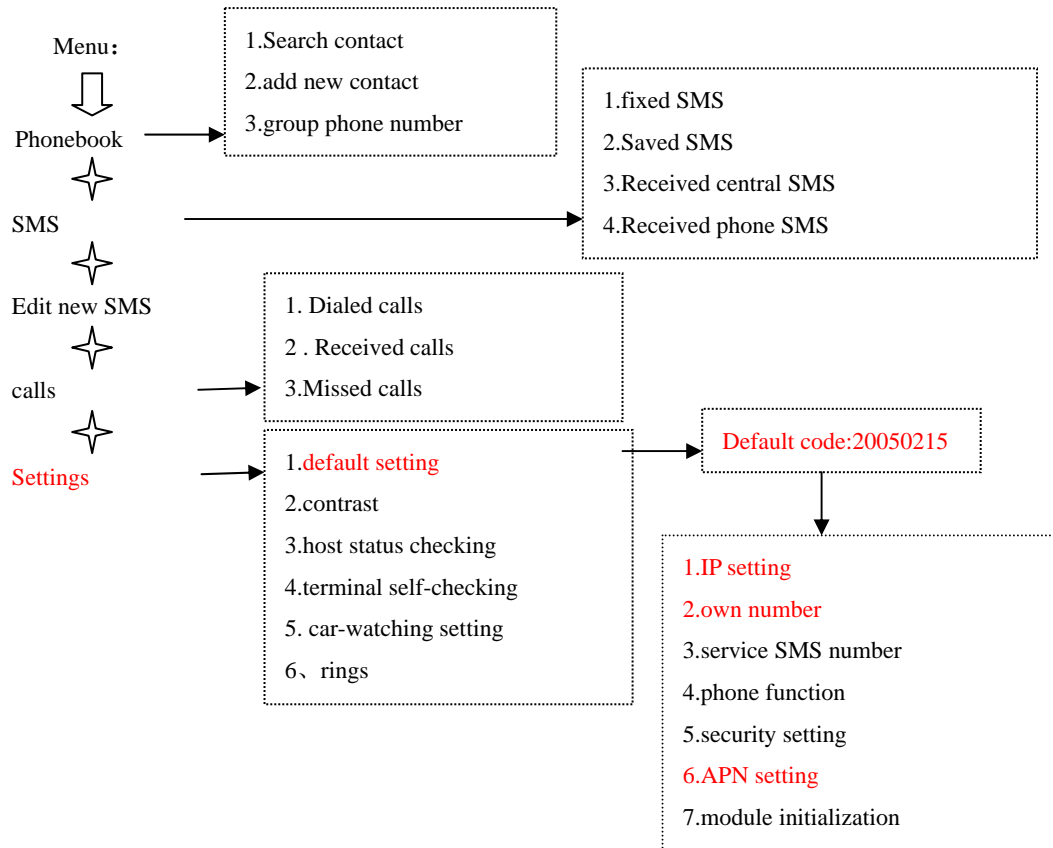 Menu：
Phonebook
1.Search contact
2.add new contact
3.group phone number
SMS
1.fixed SMS
2.Saved SMS
3.Received central SMS
4.Received phone SMS
Edit new SMS
calls
1. Dialed calls
2 . Received calls
3.Missed calls
Settings
1.default setting
2.contrast
3.host status checking
4.terminal self-checking
5. car-watching setting
6、rings
Default code:20050215
1.IP setting
2.own number
3.service SMS number
4.phone function
5.security setting
6.APN setting
7.module initialization